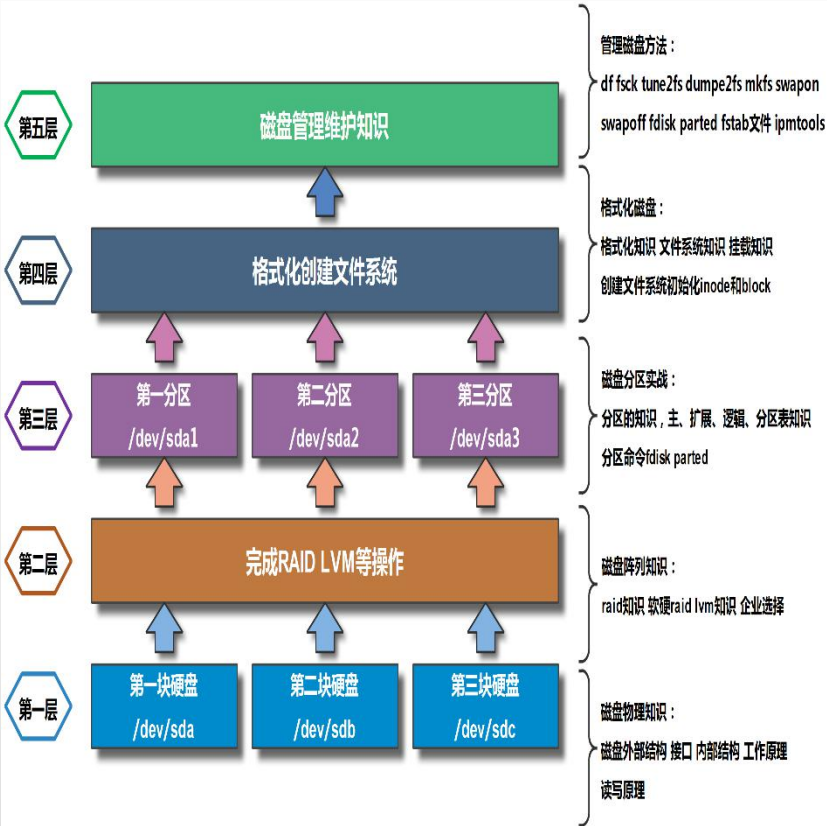 管理磁盘方法：
df fsck tune2fs dumpe2fs mkfs swapon
swapoff fdisk parted fstab文件 ipmtools
第五层
磁盘管理维护知识
格式化磁盘：
格式化知识 文件系统知识 挂载知识
创建文件系统初始化inode和block
第四层
格式化创建文件系统
磁盘分区实战：
分区的知识，主、扩展、逻辑、分区表知识
分区命令fdisk parted
第三层
第一分区
/dev/sda1
第二分区
/dev/sda2
第三分区
/dev/sda3
第二层
完成RAID LVM等操作
磁盘阵列知识：
raid知识 软硬raid lvm知识 企业选择
第一层
第一块硬盘
/dev/sda
第二块硬盘
/dev/sdb
第三块硬盘
/dev/sdc
磁盘物理知识：
磁盘外部结构 接口 内部结构 工作原理
读写原理